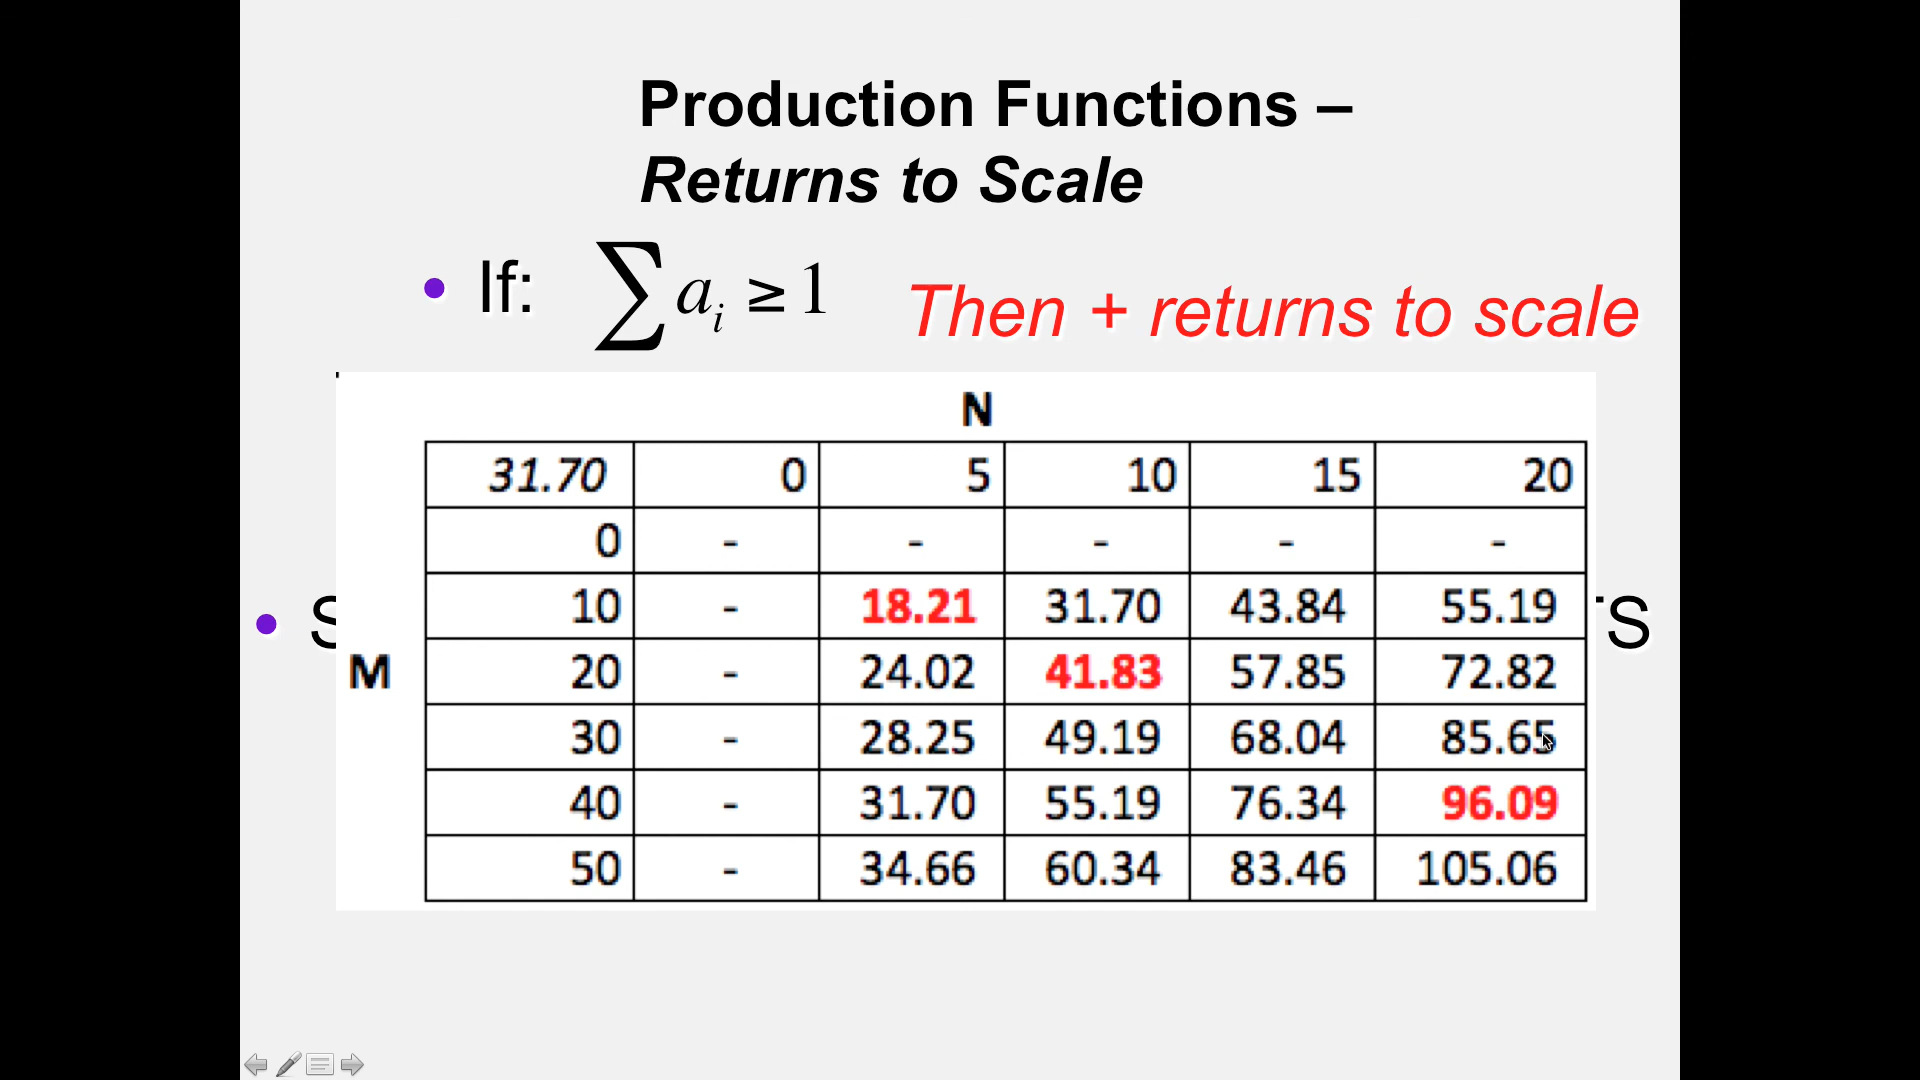 Production Functions –
Returns to Scale
• If: ∑ aᵢ ≥ 1 Then + returns to scale
N
31.70 0 5 10 15 20
0 - - - - -
10 - 18.21 31.70 43.84 55.19
M 20 - 24.02 41.83 57.85 72.82
30 - 28.25 49.19 68.04 85.65
40 - 31.70 55.19 76.34 96.09
50 - 34.66 60.34 83.46 105.06